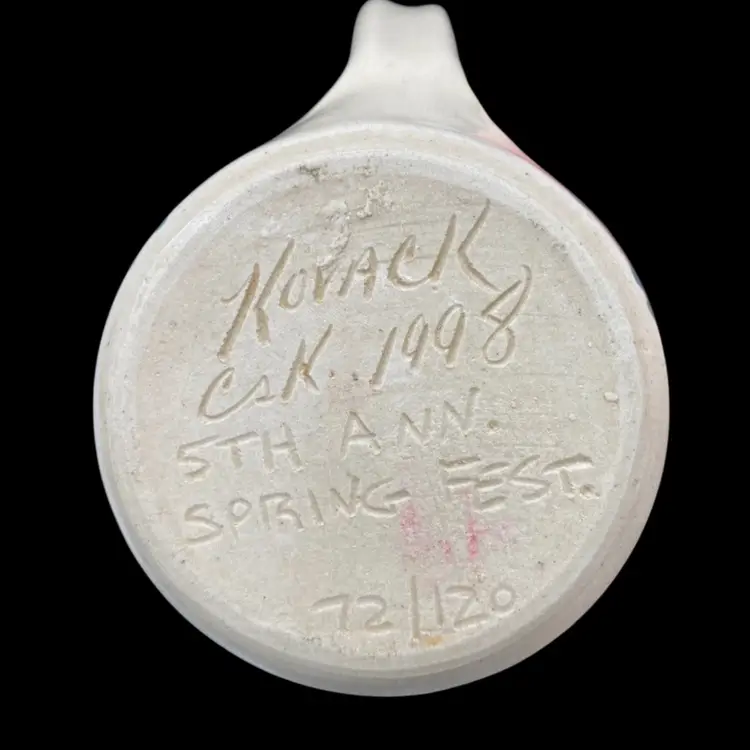 KOVACK
CSK. 1998
5TH ANN.
SPRING FEST.
72/120